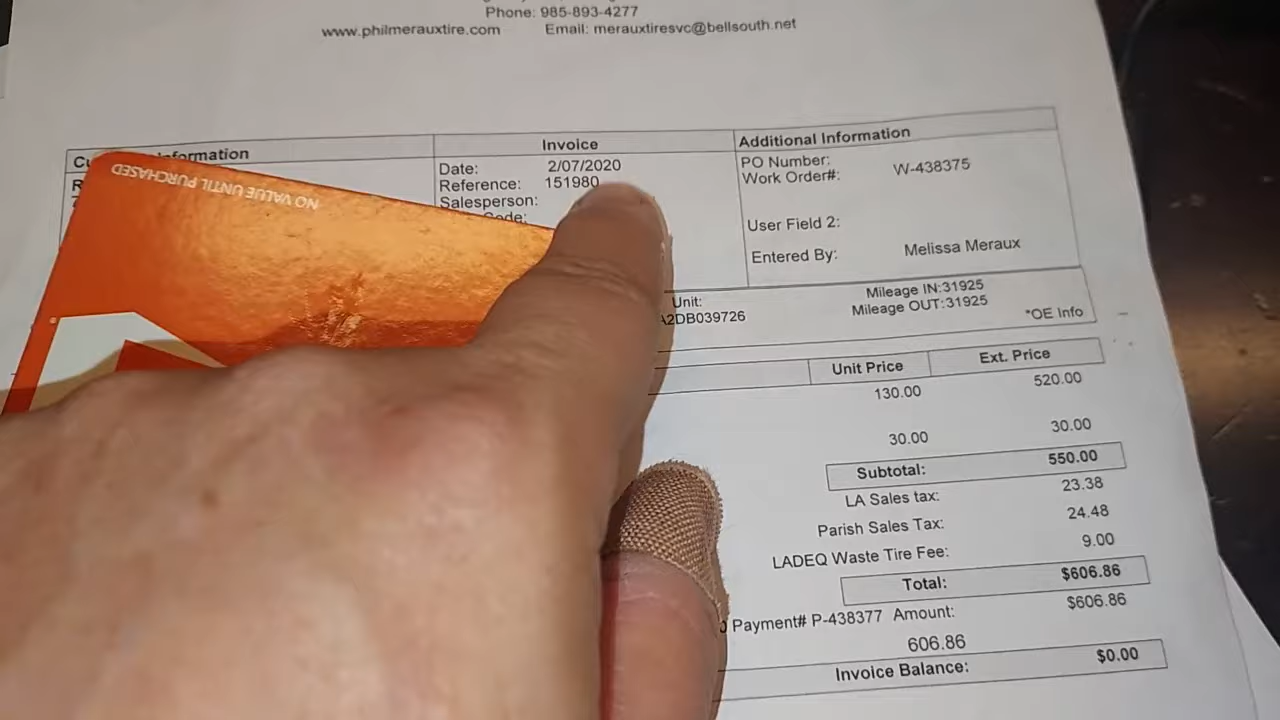 Phone: 985-893-4277
www.philmerauxtire.com Email: merauxtiresvc@bellsouth.net
Invoice
Additional Information
Date: 2/07/2020
Reference: 151980
Salesperson:
PO Number:
Work Order#: W-438375
User Field 2:
Entered By: Melissa Meraux
NO VALUE UNTIL PURCHASED
Unit:
A2DB039726
Mileage IN:31925
Mileage OUT:31925
*OE Info
Unit Price Ext. Price
130.00 520.00
30.00 30.00
Subtotal: 550.00
LA Sales tax: 23.38
Parish Sales Tax: 24.48
LADEQ Waste Tire Fee: 9.00
Total: $606.86
Payment# P-438377 Amount: $606.86
606.86
Invoice Balance: $0.00